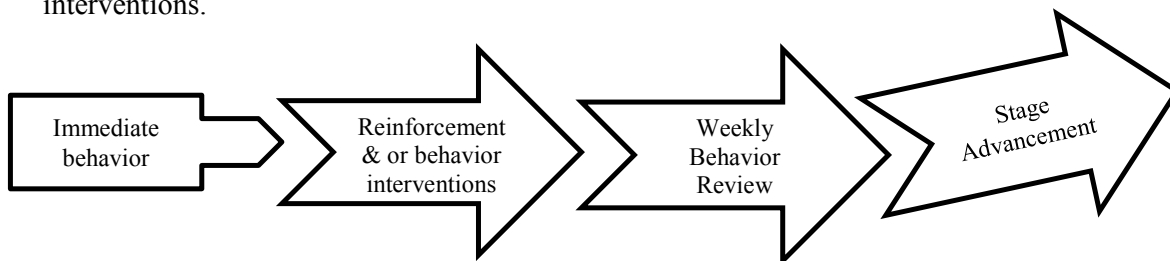 interventions.
Immediate
behavior
Reinforcement
& or behavior
interventions
Weekly
Behavior
Review
Stage
Advancement